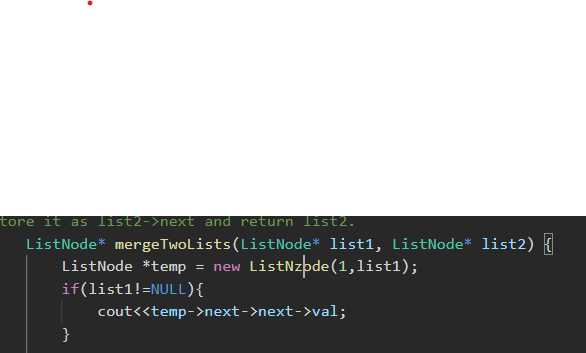 tore it as list2->next and return list2.
ListNode* mergeTwoLists(ListNode* list1, ListNode* list2) {
ListNode *temp = new ListNzode(1,list1);
if(list1!=NULL){
cout<<temp->next->next->val;
}